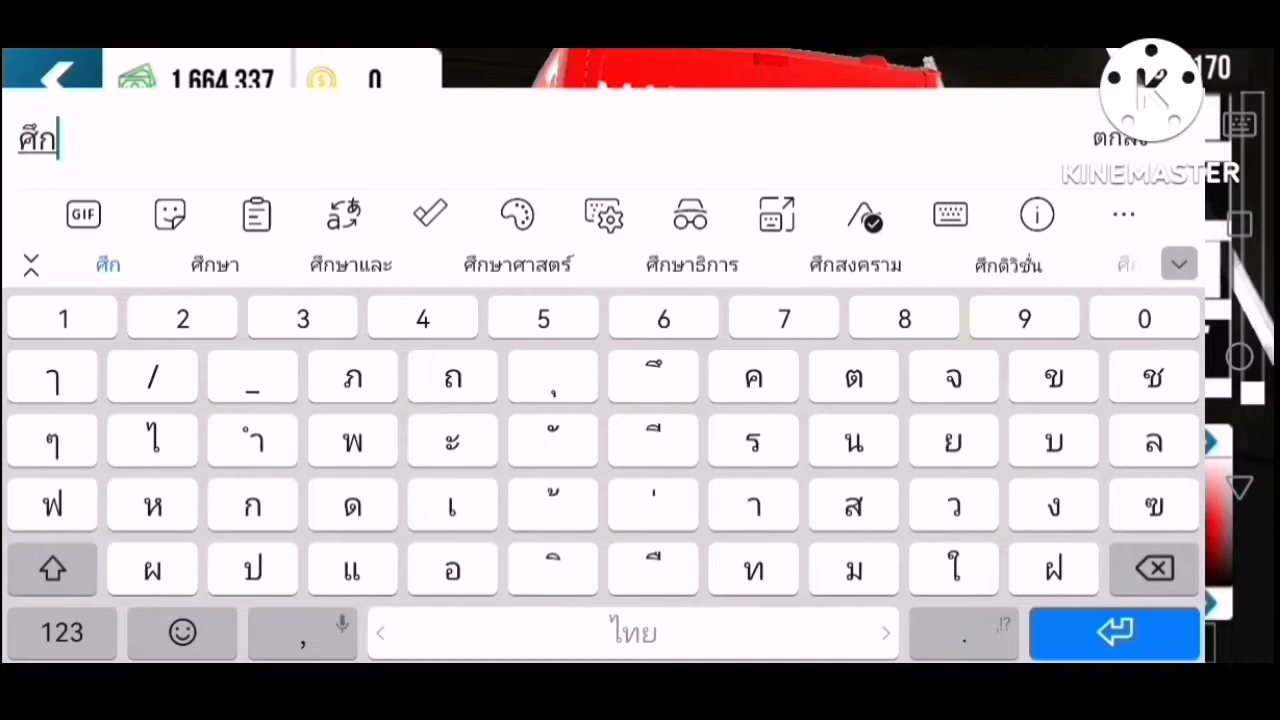 1,664,337 0 170
ศึก
KINEMASTER
GIF
ศึก ศึกษา ศึกษาและ ศึกษาศาสตร์ ศึกษาธิการ ศึกสงคราม ศึกดิวิชั่น
1 2 3 4 5 6 7 8 9 0
ๅ / _ ภ ถ ุ ึ ค ต จ ข ช
ๆ ไ ำ พ ะ ั ี ร น ย บ ล
ฟ ห ก ด เ ้ ่ า ส ว ง ฃ
ผ ป แ อ ิ ื ท ม ใ ฝ
123 , < ไทย > . ,!?